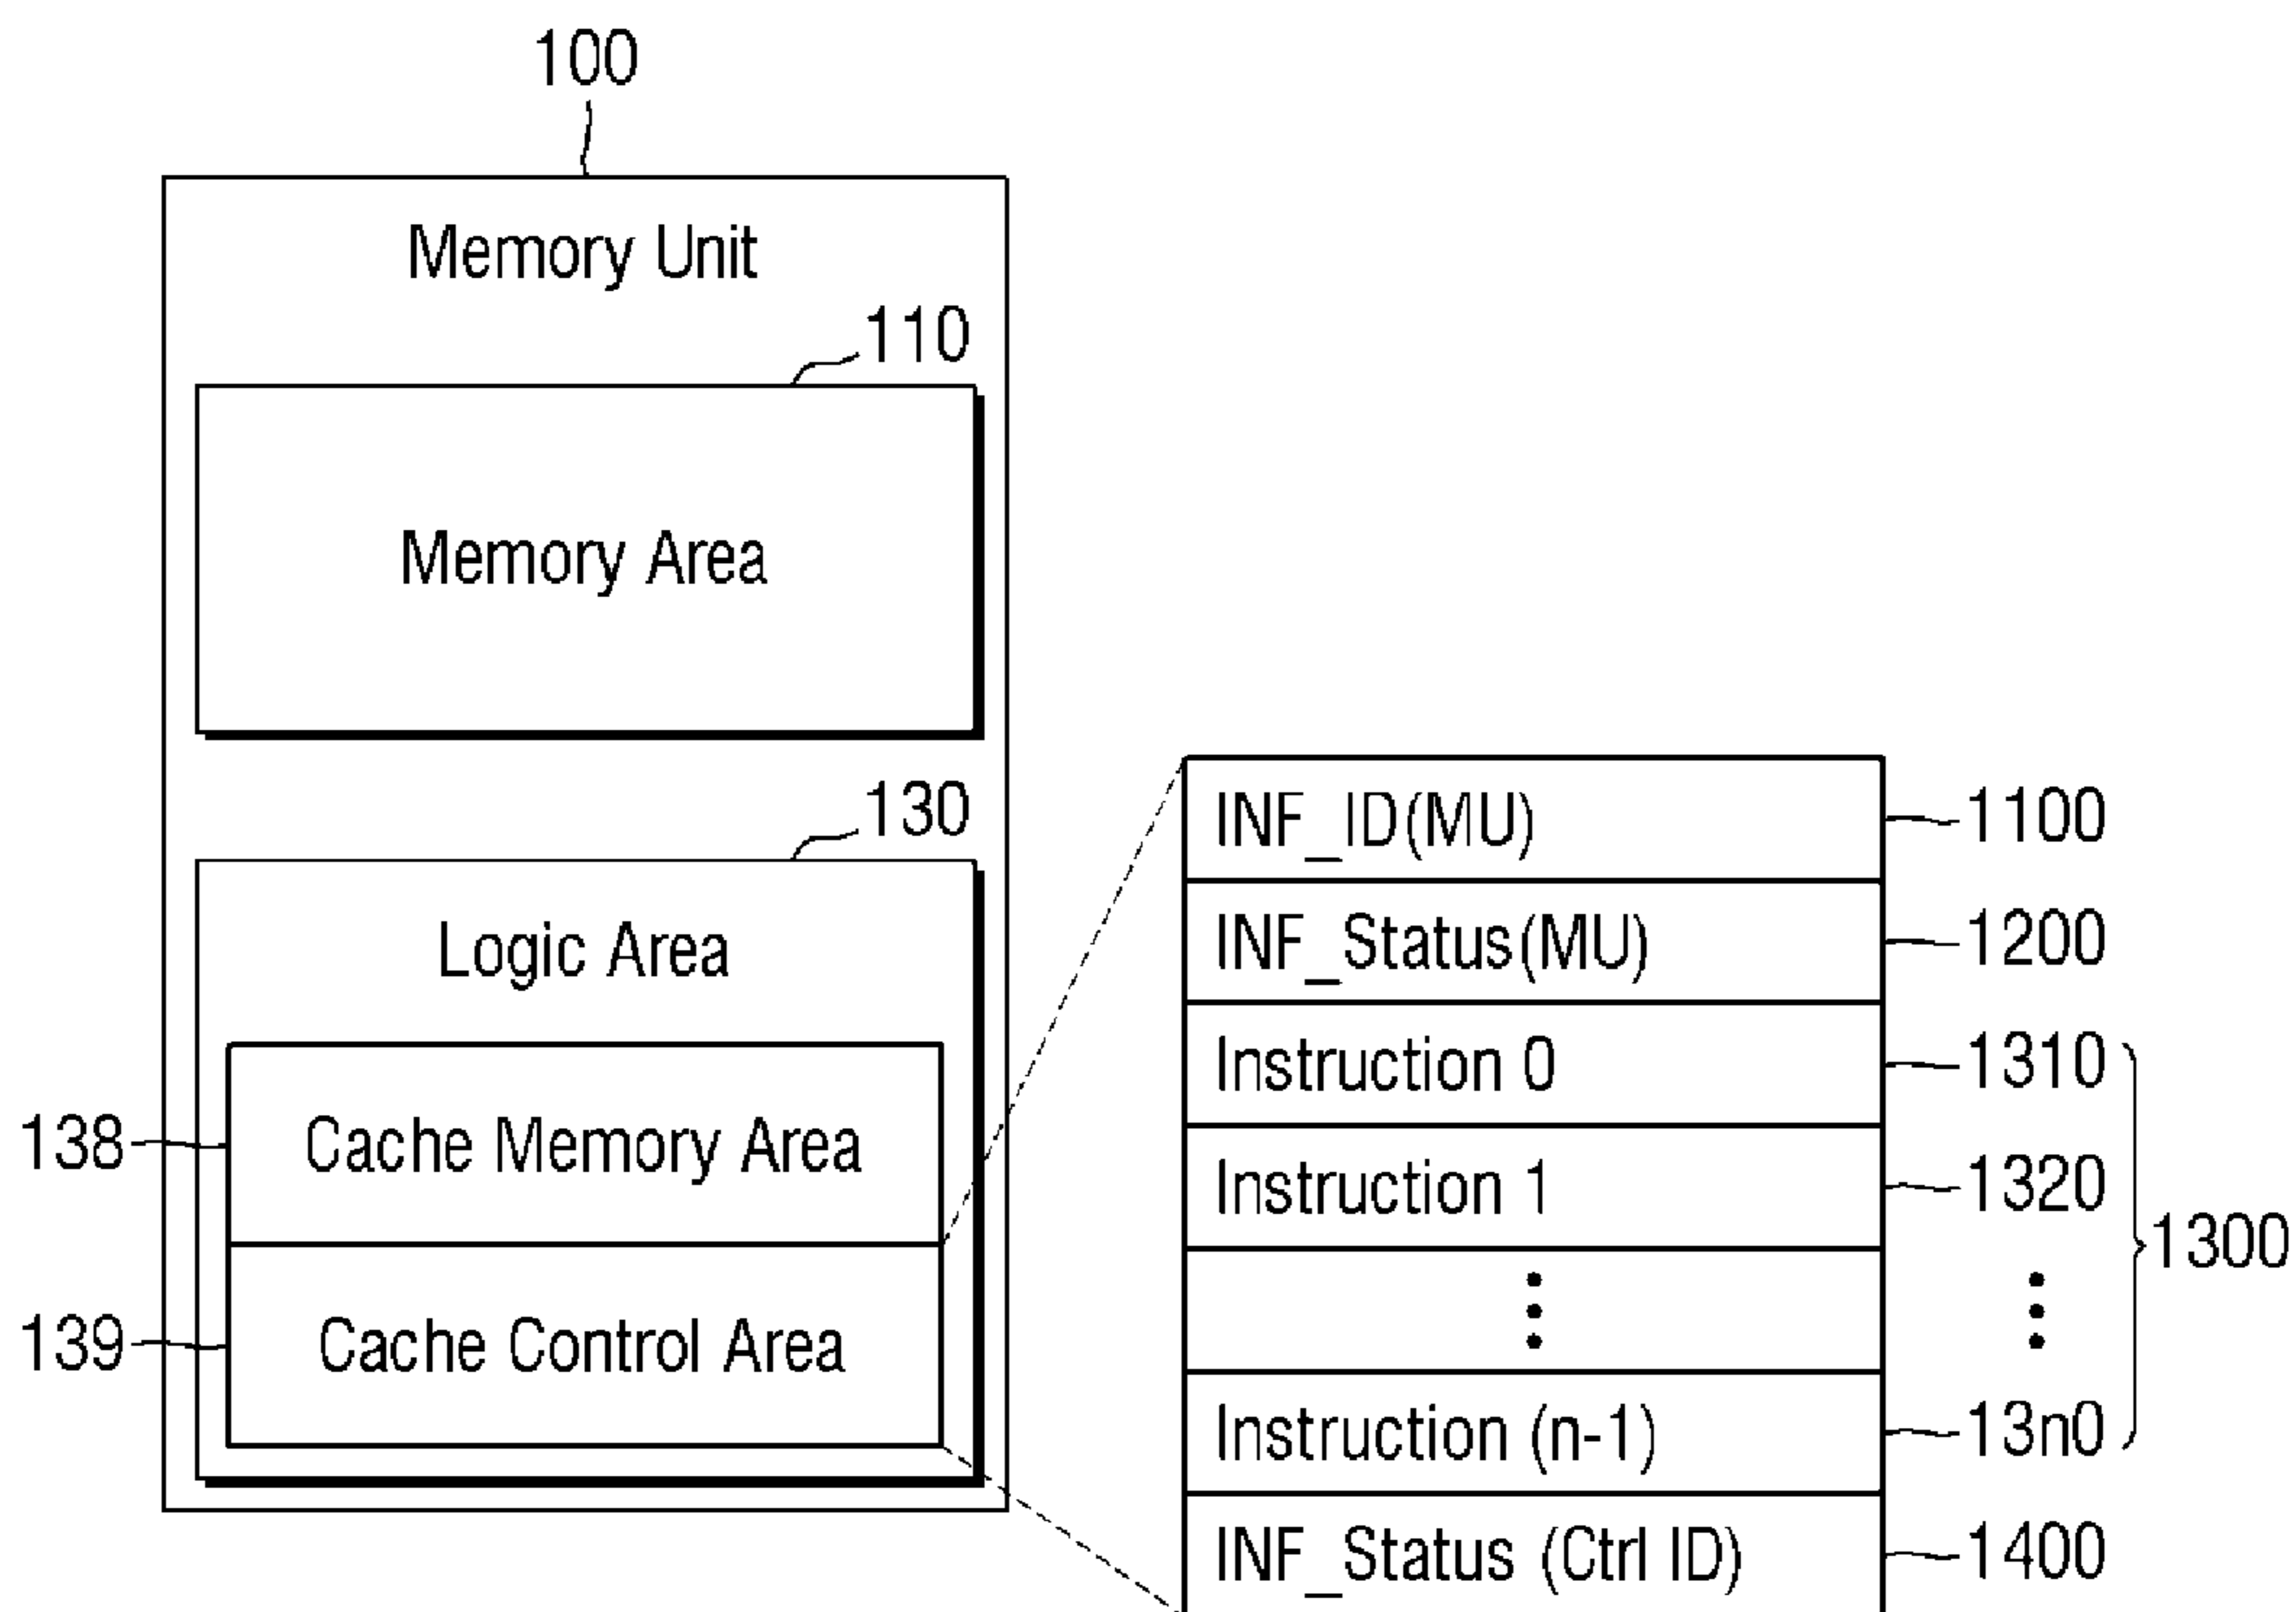 100
Memory Unit
110
Memory Area
130
Logic Area
138
Cache Memory Area
139
Cache Control Area
INF_ID(MU)
1100
INF_Status(MU)
1200
Instruction 0
1310
Instruction 1
1320
1300
Instruction (n-1)
13n0
INF_Status (Ctrl ID)
1400